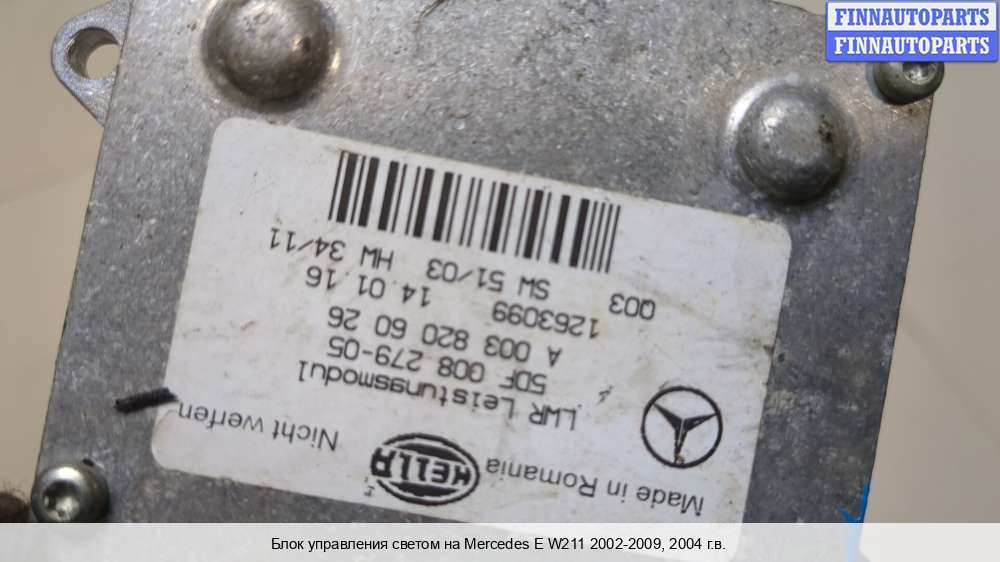 FINNAUTOPARTS
FINNAUTOPARTS
Made in Romania
HELLA
Nicht werfen
LWR Leistungsmodul
5DF 008 279-05
A 003 820 60 26
1263099 14 01 16
Q03 SW 51/03 HW 34/11
Блок управления светом на Mercedes E W211 2002-2009, 2004 г.в.